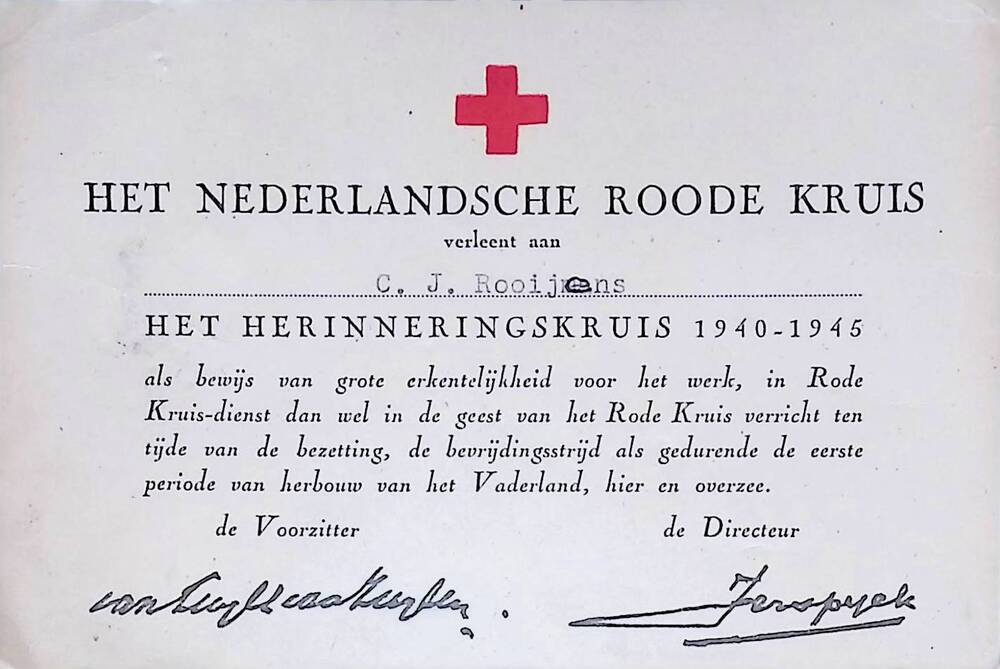 HET NEDERLANDSCHE ROODE KRUIS
verleent aan
C. J. Rooijmans
HET HERINNERINGSKRUIS 1940-1945
als bewijs van grote erkentelijkheid voor het werk, in Rode
Kruis-dienst dan wel in de geest van het Rode Kruis verricht ten
tijde van de bezetting, de bevrijdingsstrijd als gedurende de eerste
periode van herbouw van het Vaderland, hier en overzee.
de Voorzitter de Directeur